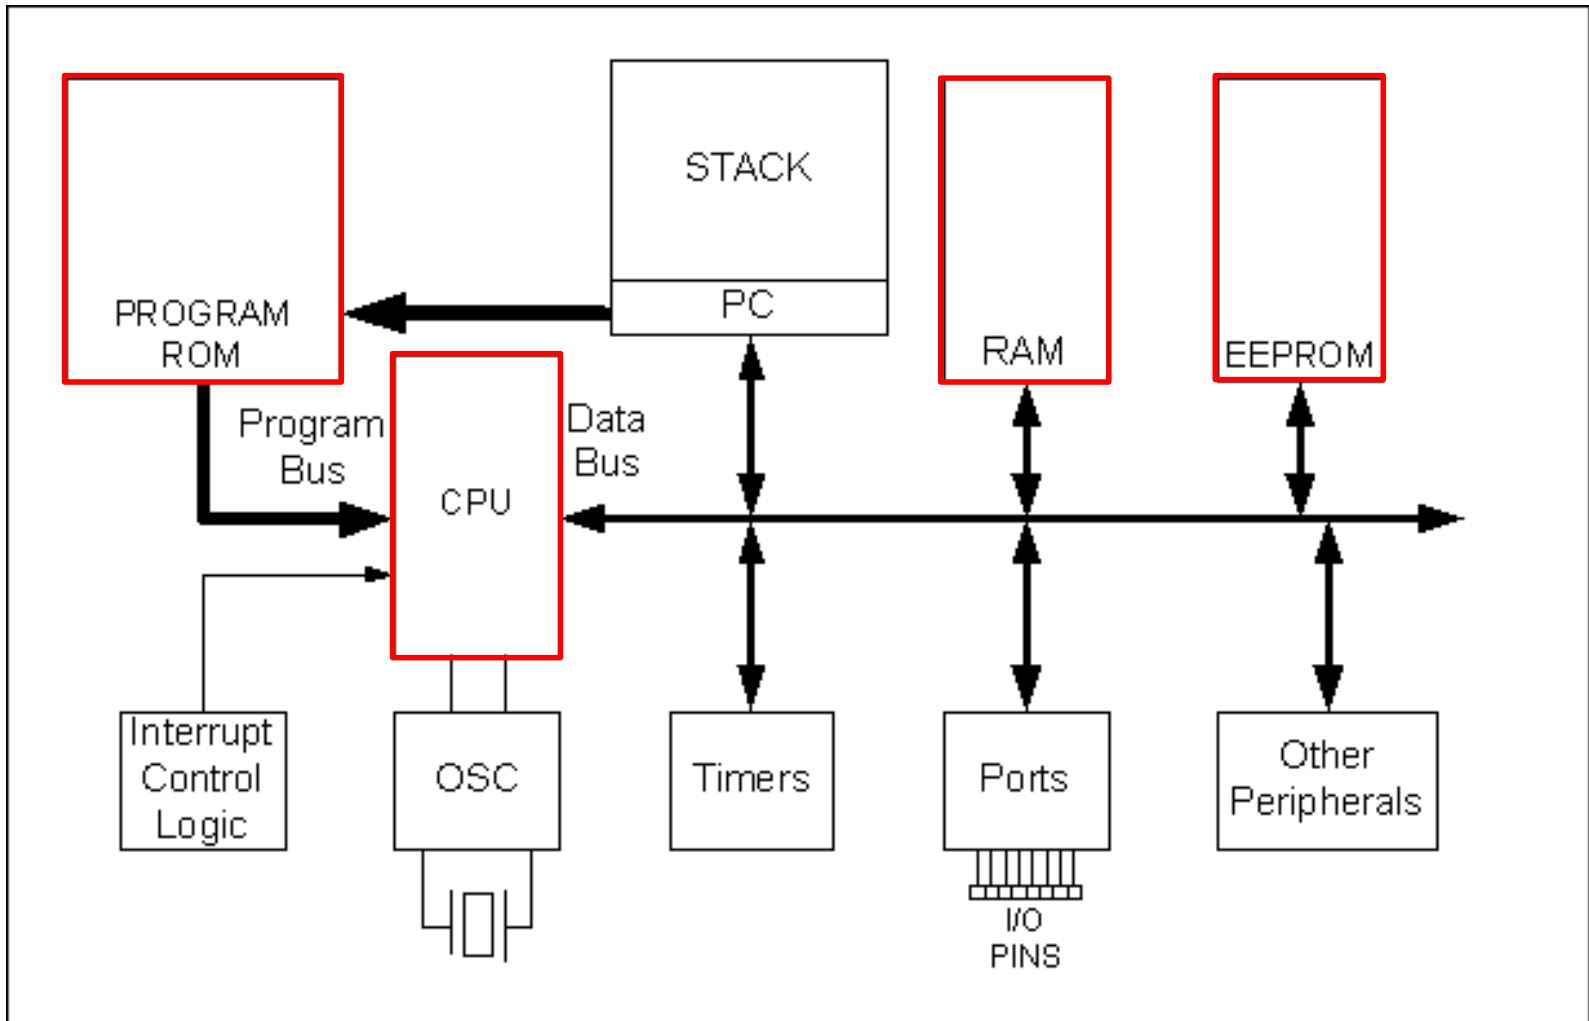 STACK
PC
PROGRAM
ROM
RAM
EEPROM
Program
Bus
CPU
Data
Bus
Interrupt
Control
Logic
OSC
Timers
Ports
Other
Peripherals
I/O
PINS